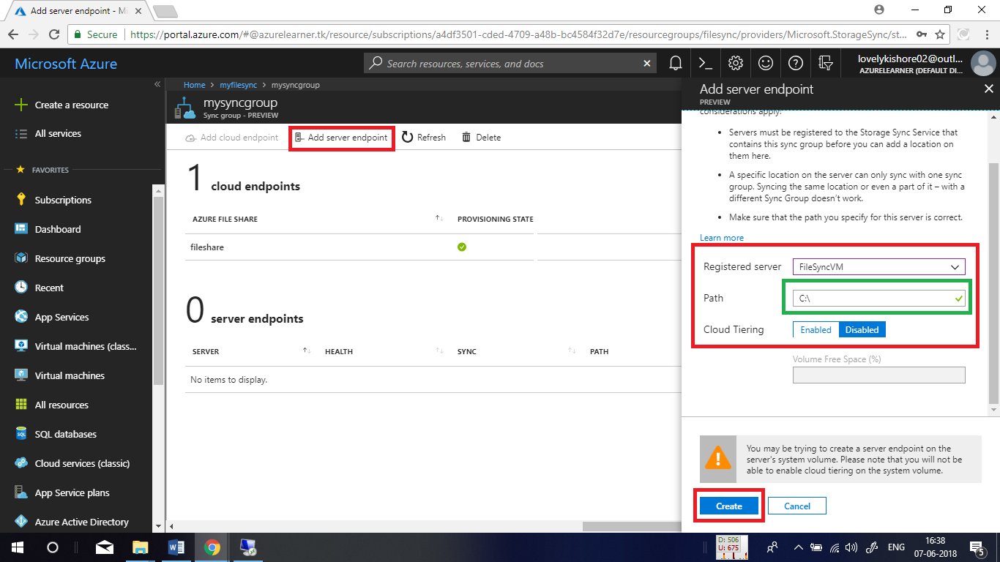 Add server endpoint - Mi
Secure
https://portal.azure.com/#@azurelearner.tk/resource/subscriptions/a4df3501-cded-4709-a48b-bc4584f32d7e/resourcegroups/filesync/providers/Microsoft.StorageSync/st...
Microsoft Azure
Search resources, services, and docs
lovelykishore02@outl...
AZURELEARNER (DEFAULT DI...
Create a resource
All services
FAVORITES
Subscriptions
Dashboard
Resource groups
Recent
App Services
Virtual machines (class...
Virtual machines
All resources
SQL databases
Cloud services (classic)
App Service plans
Azure Active Directory
Home > myfilesync > mysyncgroup
mysyncgroup
Sync group - PREVIEW
Add cloud endpoint
Add server endpoint
Refresh
Delete
1 cloud endpoints
AZURE FILE SHARE
PROVISIONING STATE
fileshare
0 server endpoints
SERVER
HEALTH
SYNC
PATH
No items to display.
Add server endpoint
PREVIEW
considerations apply:
• Servers must be registered to the Storage Sync Service that
contains this sync group before you can add a location on
them here.
• A specific location on the server can only sync with one sync
group. Syncing the same location or even a part of it – with a
different Sync Group doesn't work.
• Make sure that the path you specify for this server is correct.
Learn more
Registered server
FileSyncVM
Path
C:\
Cloud Tiering
Enabled
Disabled
Volume Free Space (%)
You may be trying to create a server endpoint on the
server's system volume. Please note that you will not be
able to enable cloud tiering on the system volume.
Create
Cancel
D: 506
U: 675
ENG
16:38
07-06-2018
5